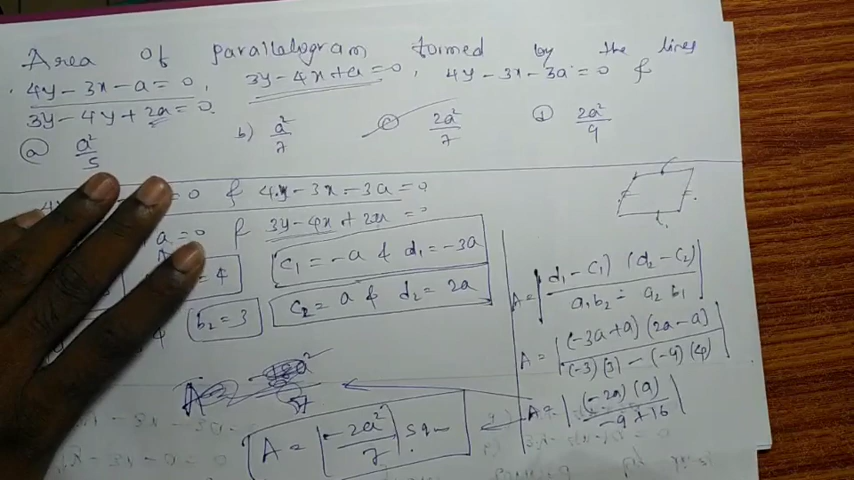 Area of parallalogram formed by the lines
4y - 3x - a = 0, 3y - 4x + a = 0, 4y - 3x - 3a = 0 &
3y - 4y + 2a = 0.
(a) a²/5 b) a²/7 (c) 2a²/7 (d) 2a²/9
= 0 & 4y - 3x - 3a = 0
a = 0 & 3y - 4x + 2x = 0
= 4 c₁ = -a & d₁ = -3a
b₂ = 3 c₂ = a & d₂ = 2a
A = |(d₁ - c₁) (d₂ - c₂) / a₁b₂ - a₂b₁|
A = |(-3a + a) (2a - a) / (-3)(3) - (-4)(4)|
A = |(-2a) (a) / -9 + 16|
A = |-2a²/7| sq.